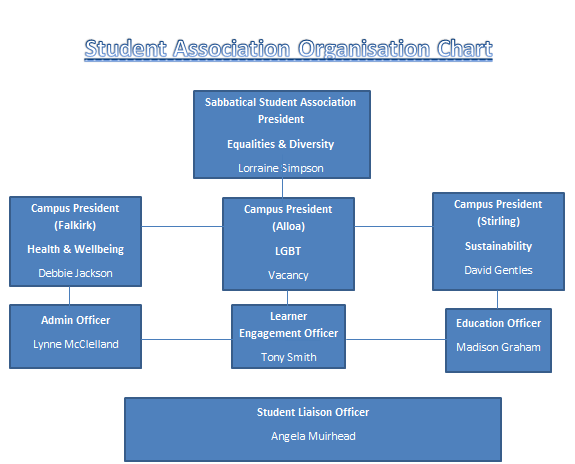 Student Association Organisation Chart
Sabbatical Student Association
President
Equalities & Diversity
Lorraine Simpson
Campus President
(Falkirk)
Health & Wellbeing
Debbie Jackson
Campus President
(Alloa)
LGBT
Vacancy
Campus President
(Stirling)
Sustainability
David Gentles
Admin Officer
Lynne McClelland
Learner
Engagement Officer
Tony Smith
Education Officer
Madison Graham
Student Liaison Officer
Angela Muirhead